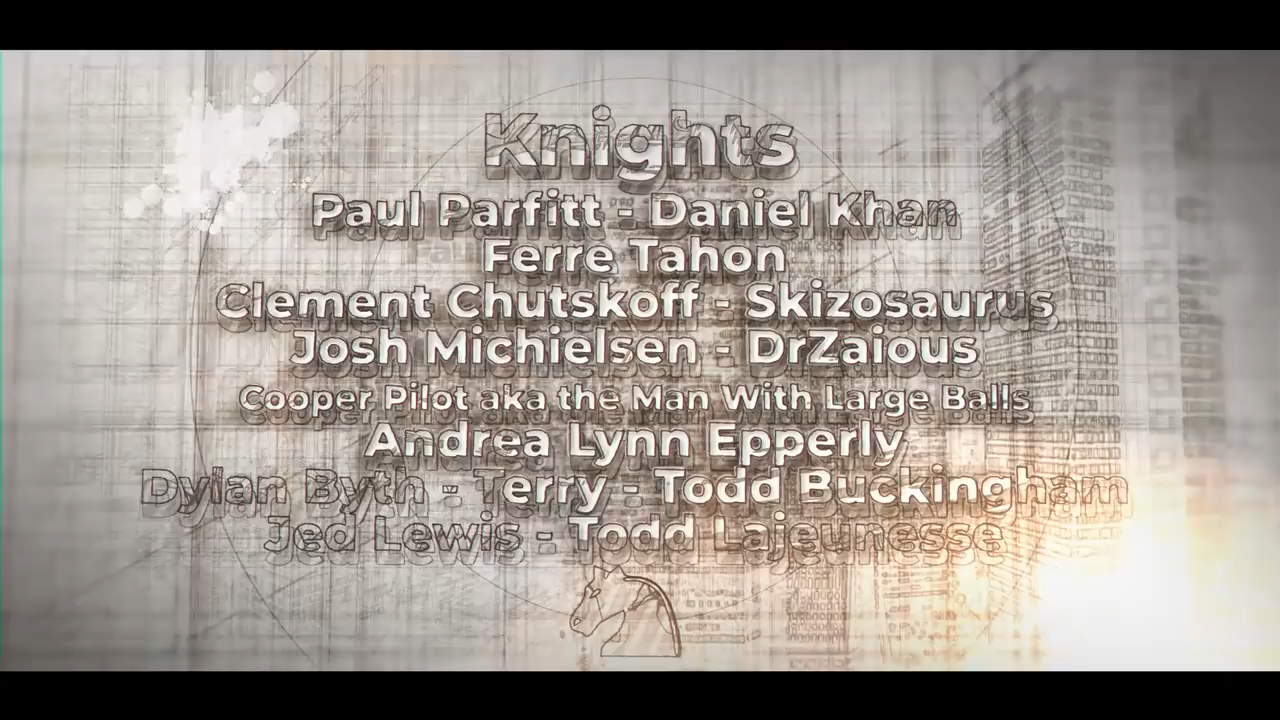 Knights
Paul Parfitt - Daniel Khan
Ferre Tahon
Clement Chutskoff - Skizosaurus
Josh Michielsen - DrZaious
Cooper Pilot aka the Man With Large Balls
Andrea Lynn Epperly
Dylan Byth - Terry - Todd Buckingham
Jed Lewis - Todd Lajeunesse